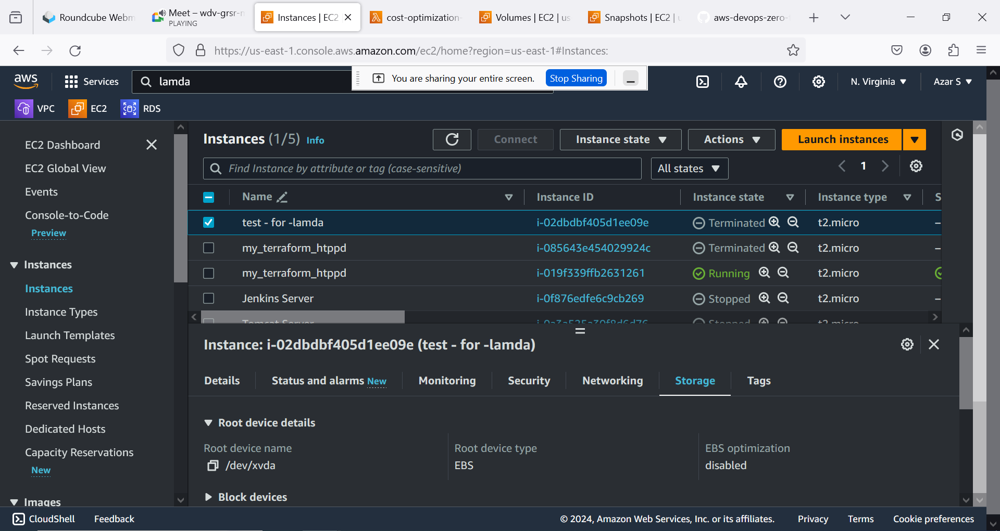 Roundcube Webm
Meet – wdv-grsr-n
PLAYING
Instances | EC2
cost-optimization-
Volumes | EC2 | us
Snapshots | EC2 | u
aws-devops-zero-t
https://us-east-1.console.aws.amazon.com/ec2/home?region=us-east-1#Instances:
aws
Services
lamda
You are sharing your entire screen.
Stop Sharing
N. Virginia
Azar S
VPC
EC2
RDS
EC2 Dashboard
EC2 Global View
Events
Console-to-Code
Preview
Instances
Instances
Instance Types
Launch Templates
Spot Requests
Savings Plans
Reserved Instances
Dedicated Hosts
Capacity Reservations
New
Images
Instances (1/5) Info
Connect
Instance state
Actions
Launch instances
Find Instance by attribute or tag (case-sensitive)
All states
1
Name Instance ID Instance state Instance type S
test - for -lamda i-02dbdbf405d1ee09e Terminated t2.micro –
my_terraform_htppd i-085643e454029924c Terminated t2.micro –
my_terraform_htppd i-019f339ffb2631261 Running t2.micro
Jenkins Server i-0f876edfe6c9cb269 Stopped t2.micro –
Tomcat Server Stopped t2.micro
Instance: i-02dbdbf405d1ee09e (test - for -lamda)
Details
Status and alarms New
Monitoring
Security
Networking
Storage
Tags
Root device details
Root device name
/dev/xvda
Root device type
EBS
EBS optimization
disabled
Block devices
CloudShell
Feedback
© 2024, Amazon Web Services, Inc. or its affiliates.
Privacy
Terms
Cookie preferences